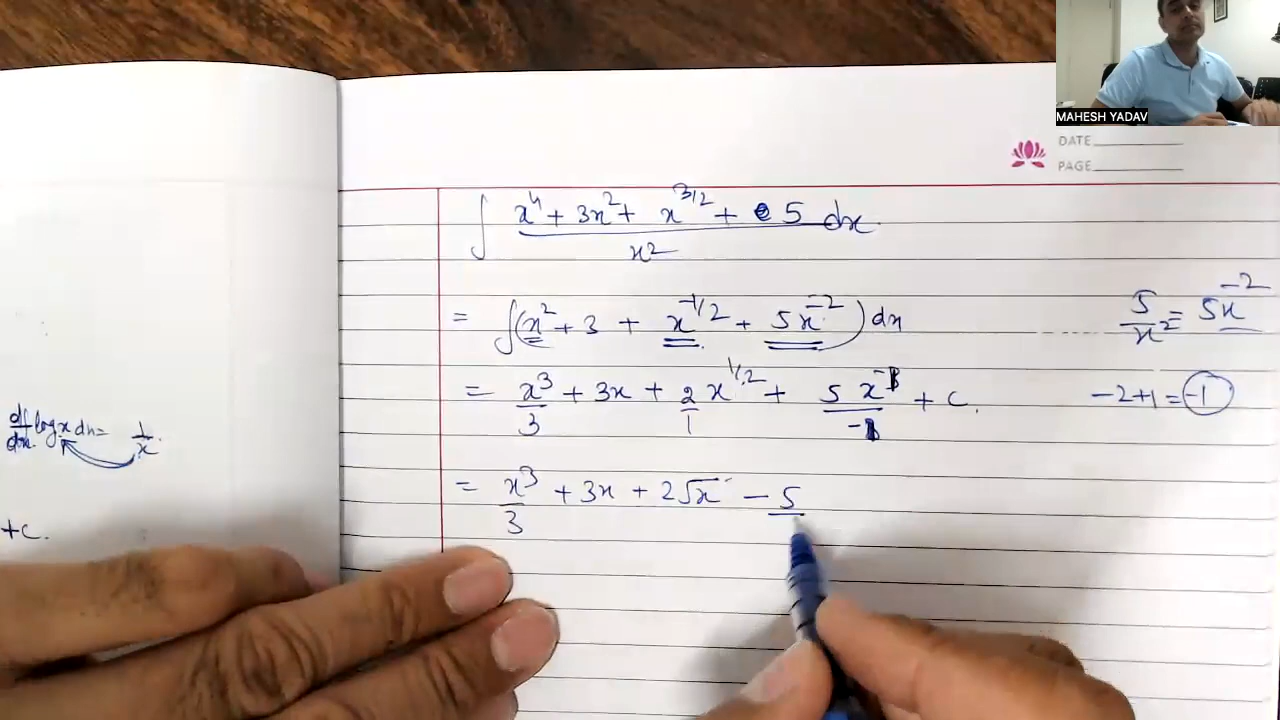 MAHESH YADAV
DATE
PAGE
∫ (x⁴ + 3x² + x^(3/2) + 5)/x² dx
= ∫(x² + 3 + x^(-1/2) + 5x^(-2)) dx
5/x² = 5x^(-2)
= x³/3 + 3x + 2/1 x^(1/2) + 5x^(-1)/-1 + c.
-2+1 = -1
= x³/3 + 3x + 2√x - 5
log x dx = 1/x.
+c.